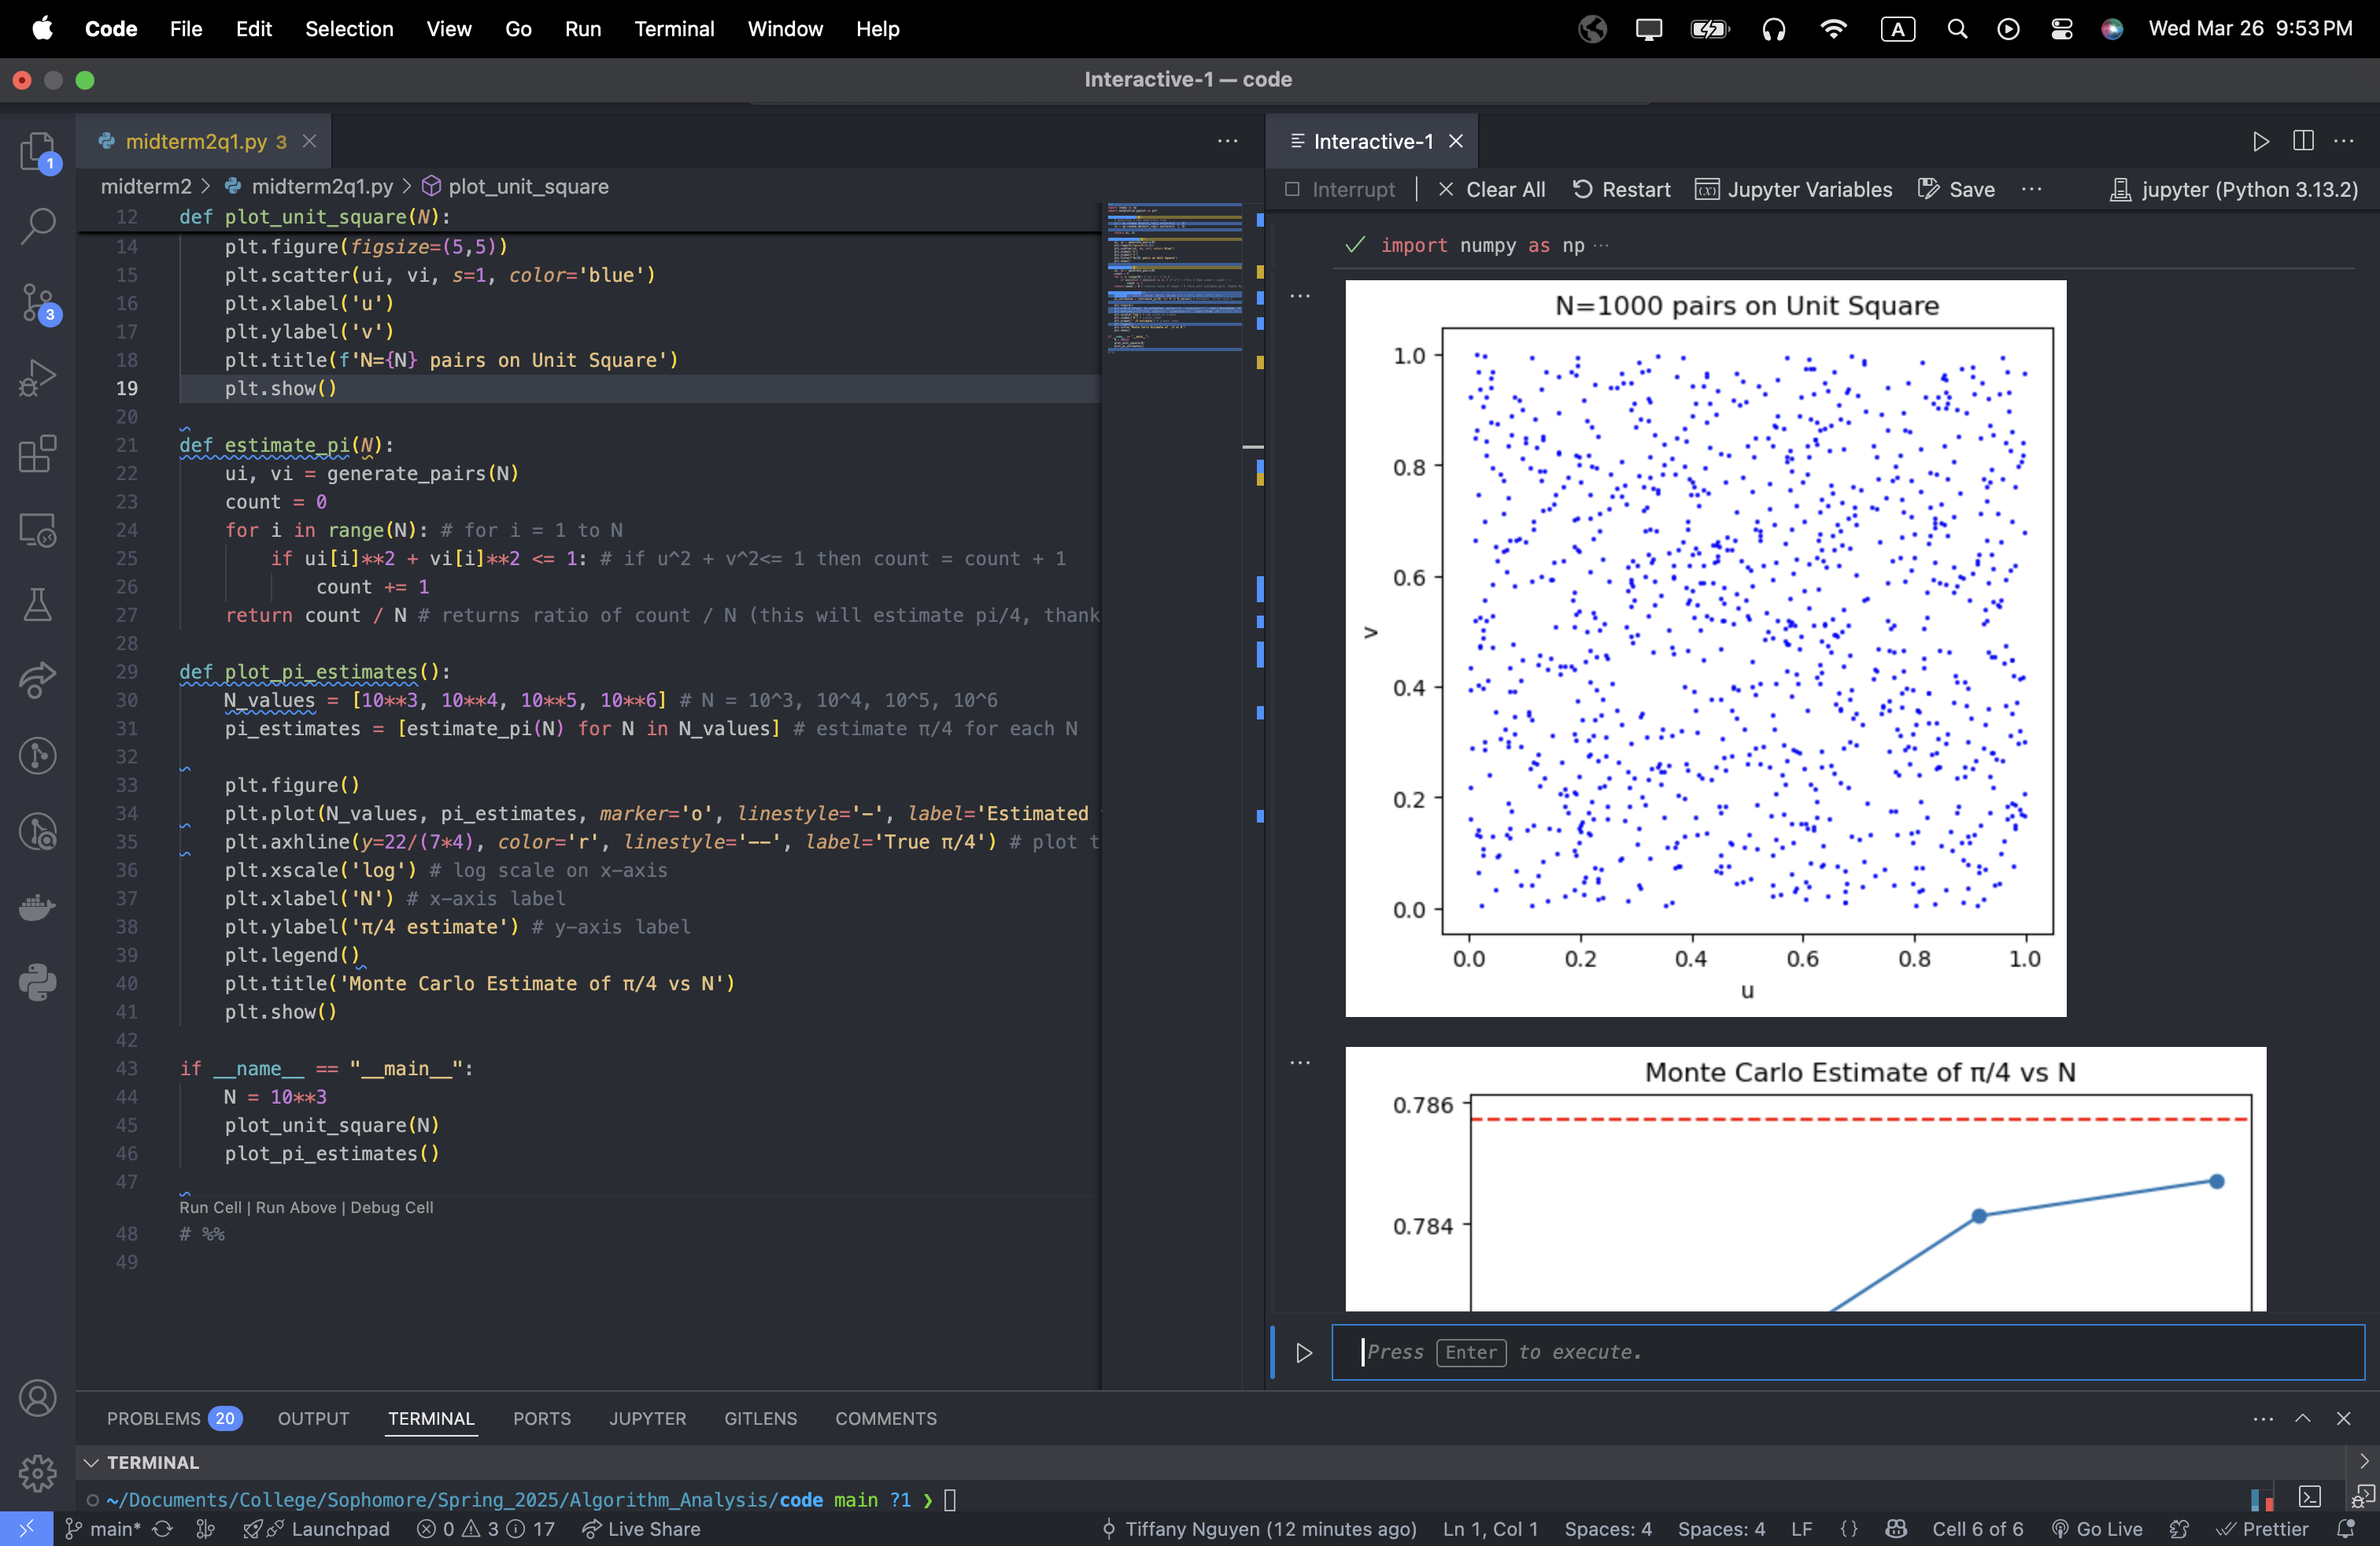 Code File Edit Selection View Go Run Terminal Window Help A Wed Mar 26 9:53 PM
Interactive-1 — code
midterm2q1.py 3
midterm2 > midterm2q1.py > plot_unit_square
12 def plot_unit_square(N):
14 plt.figure(figsize=(5,5))
15 plt.scatter(ui, vi, s=1, color='blue')
16 plt.xlabel('u')
17 plt.ylabel('v')
18 plt.title(f'N={N} pairs on Unit Square')
19 plt.show()
20
21 def estimate_pi(N):
22 ui, vi = generate_pairs(N)
23 count = 0
24 for i in range(N): # for i = 1 to N
25 if ui[i]**2 + vi[i]**2 <= 1: # if u^2 + v^2<= 1 then count = count + 1
26 count += 1
27 return count / N # returns ratio of count / N (this will estimate pi/4, thank
28
29 def plot_pi_estimates():
30 N_values = [10**3, 10**4, 10**5, 10**6] # N = 10^3, 10^4, 10^5, 10^6
31 pi_estimates = [estimate_pi(N) for N in N_values] # estimate π/4 for each N
32
33 plt.figure()
34 plt.plot(N_values, pi_estimates, marker='o', linestyle='-', label='Estimated
35 plt.axhline(y=22/(7*4), color='r', linestyle='--', label='True π/4') # plot t
36 plt.xscale('log') # log scale on x-axis
37 plt.xlabel('N') # x-axis label
38 plt.ylabel('π/4 estimate') # y-axis label
39 plt.legend()
40 plt.title('Monte Carlo Estimate of π/4 vs N')
41 plt.show()
42
43 if __name__ == "__main__":
44 N = 10**3
45 plot_unit_square(N)
46 plot_pi_estimates()
47
Run Cell | Run Above | Debug Cell
48 # %%
49
Interactive-1
Interrupt | Clear All Restart Jupyter Variables Save ··· jupyter (Python 3.13.2)
import numpy as np ···
N=1000 pairs on Unit Square
1.0
0.8
0.6
v
0.4
0.2
0.0
0.0 0.2 0.4 0.6 0.8 1.0
u
Monte Carlo Estimate of π/4 vs N
0.786
0.784
Press Enter to execute.
1
3
PROBLEMS 20 OUTPUT TERMINAL PORTS JUPYTER GITLENS COMMENTS
TERMINAL
~/Documents/College/Sophomore/Spring_2025/Algorithm_Analysis/code main ?1 ❯
main* Launchpad 0 3 17 Live Share Tiffany Nguyen (12 minutes ago) Ln 1, Col 1 Spaces: 4 Spaces: 4 LF {} Cell 6 of 6 Go Live Prettier